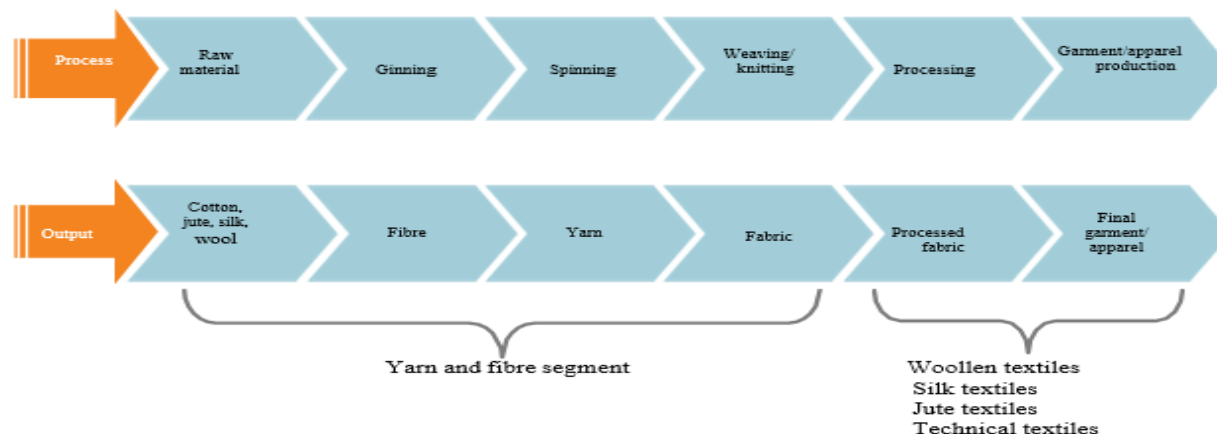 Process
Raw
material
Ginning
Spinning
Weaving/
knitting
Processing
Garment/apparel
production
Output
Cotton,
jute, silk,
wool
Fibre
Yarn
Fabric
Processed
fabric
Final
garment/
apparel
Yarn and fibre segment
Woollen textiles
Silk textiles
Jute textiles
Technical textiles